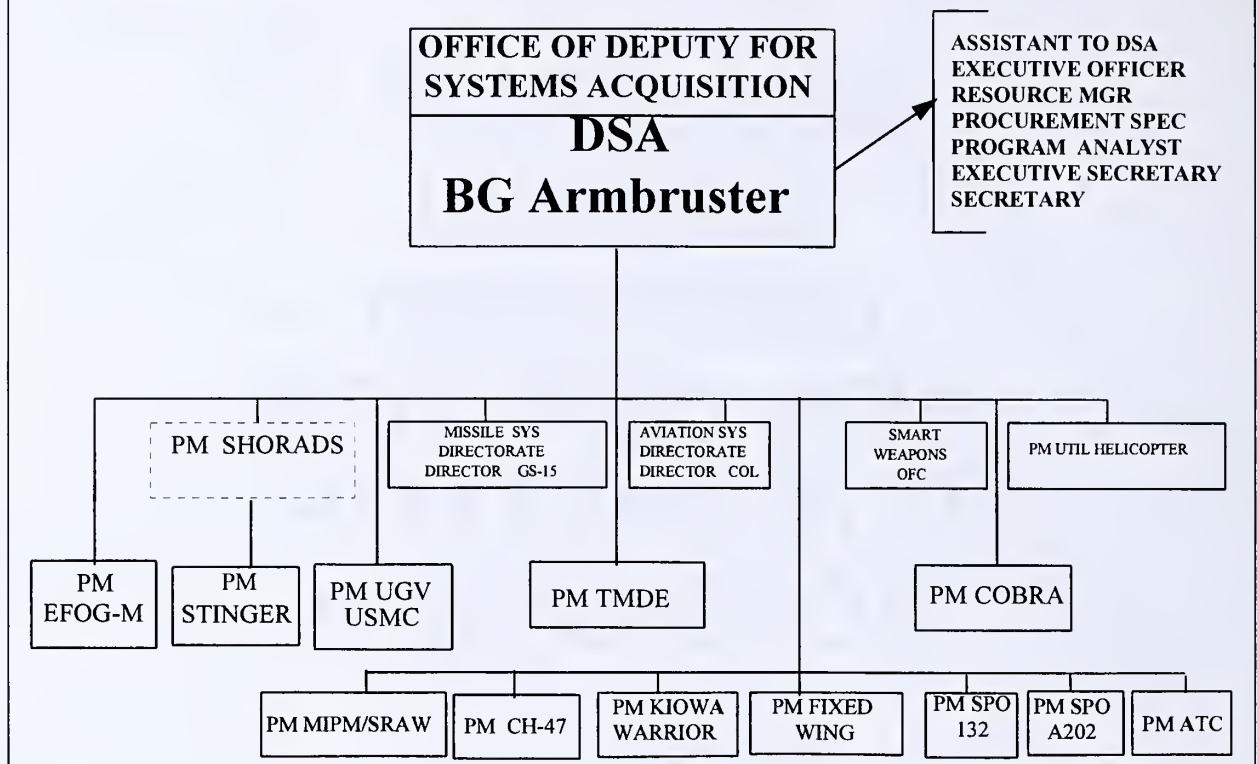 OFFICE OF DEPUTY FOR
SYSTEMS ACQUISITION
DSA
BG Armbruster
ASSISTANT TO DSA
EXECUTIVE OFFICER
RESOURCE MGR
PROCUREMENT SPEC
PROGRAM ANALYST
EXECUTIVE SECRETARY
SECRETARY
PM SHORADS
MISSILE SYS
DIRECTORATE
DIRECTOR GS-15
AVIATION SYS
DIRECTORATE
DIRECTOR COL
SMART
WEAPONS
OFC
PM UTIL HELICOPTER
PM
EFOG-M
PM
STINGER
PM UGV
USMC
PM TMDE
PM COBRA
PM MIPM/SRAW
PM CH-47
PM KIOWA
WARRIOR
PM FIXED
WING
PM SPO
132
PM SPO
A202
PM ATC